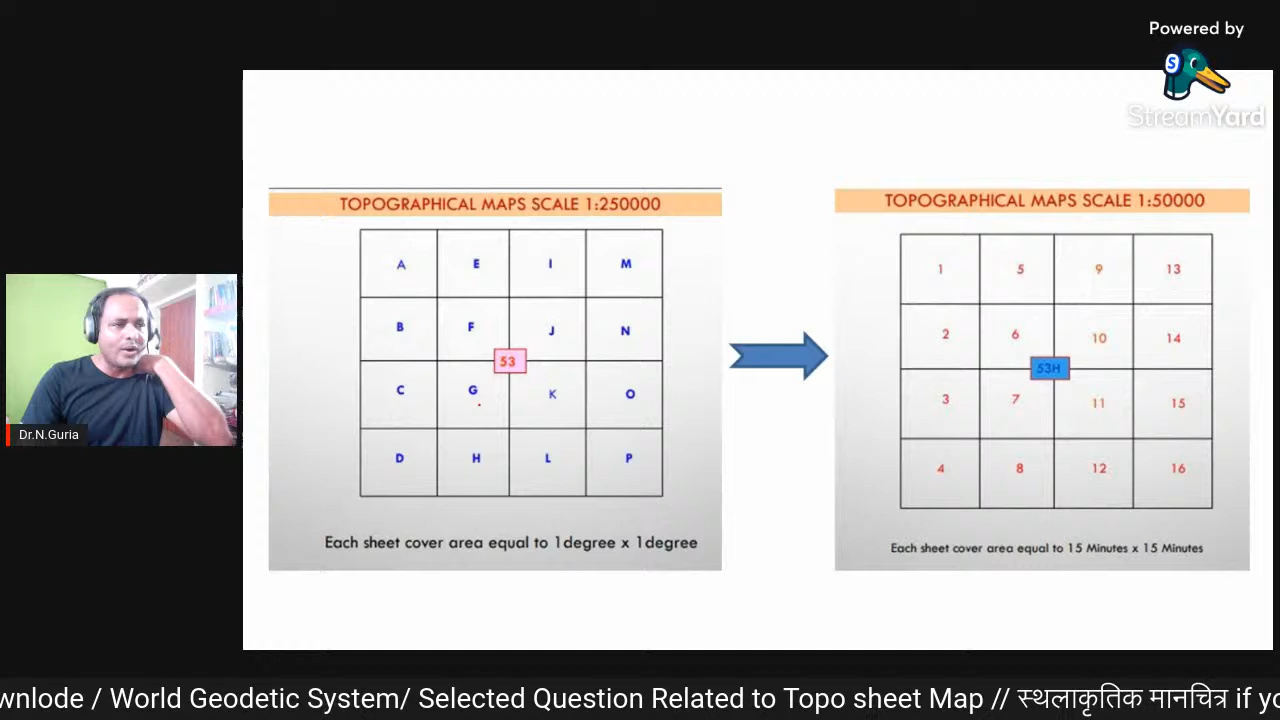 Powered by
S
StreamYard
TOPOGRAPHICAL MAPS SCALE 1:250000
A E I M
B F J N
53
C G K O
D H L P
Each sheet cover area equal to 1degree x 1degree
TOPOGRAPHICAL MAPS SCALE 1:50000
1 5 9 13
2 6 10 14
53H
3 7 11 15
4 8 12 16
Each sheet cover area equal to 15 Minutes x 15 Minutes
Dr.N.Guria
wnlode / World Geodetic System/ Selected Question Related to Topo sheet Map // स्थलाकृतिक मानचित्र if yo